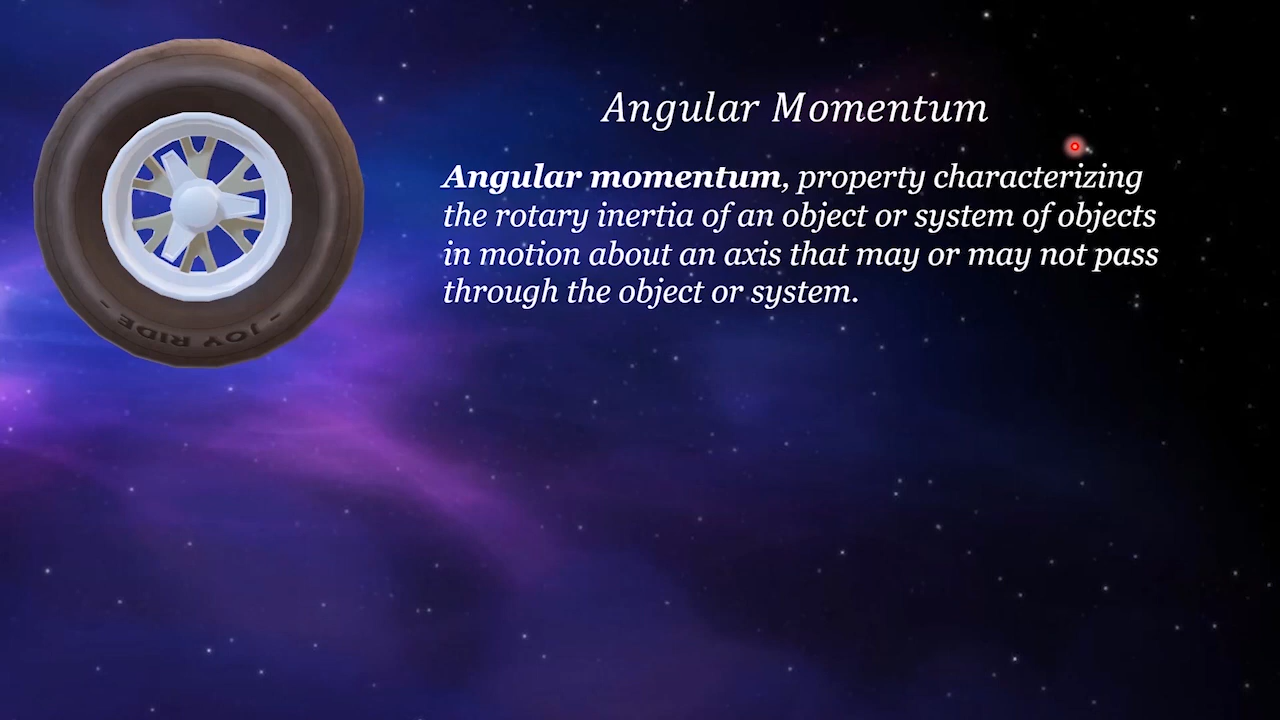 Angular Momentum
Angular momentum, property characterizing
the rotary inertia of an object or system of objects
in motion about an axis that may or may not pass
through the object or system.
- JOY RIDE -